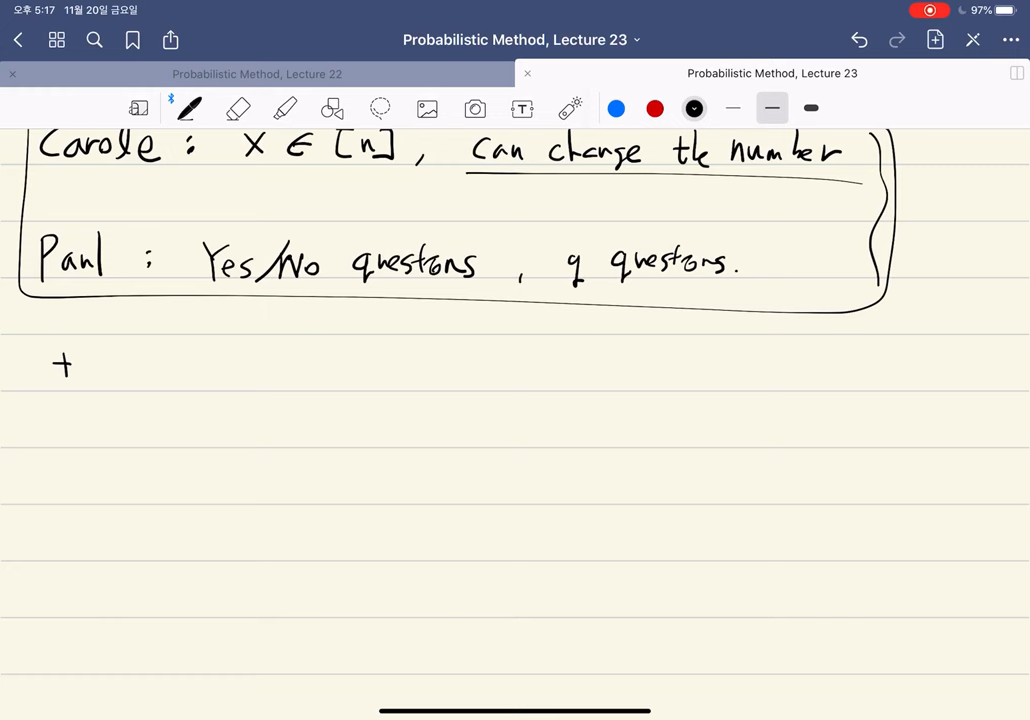 오후 5:17 11월 20일 금요일 97%
Probabilistic Method, Lecture 23
Probabilistic Method, Lecture 22
Probabilistic Method, Lecture 23
Carole : X ∈ [n], can change the number
Paul : Yes/No questions, q questions.
+